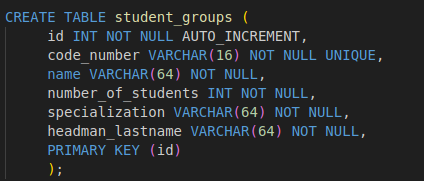 CREATE TABLE student_groups (
id INT NOT NULL AUTO_INCREMENT,
code_number VARCHAR(16) NOT NULL UNIQUE,
name VARCHAR(64) NOT NULL,
number_of_students INT NOT NULL,
specialization VARCHAR(64) NOT NULL,
headman_lastname VARCHAR(64) NOT NULL,
PRIMARY KEY (id)
);